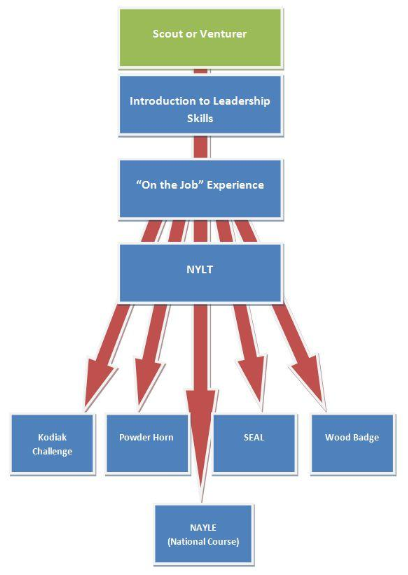 Scout or Venturer
Introduction to Leadership
Skills
“On the Job” Experience
NYLT
Kodiak
Challenge
Powder Horn
SEAL
Wood Badge
NAYLE
(National Course)